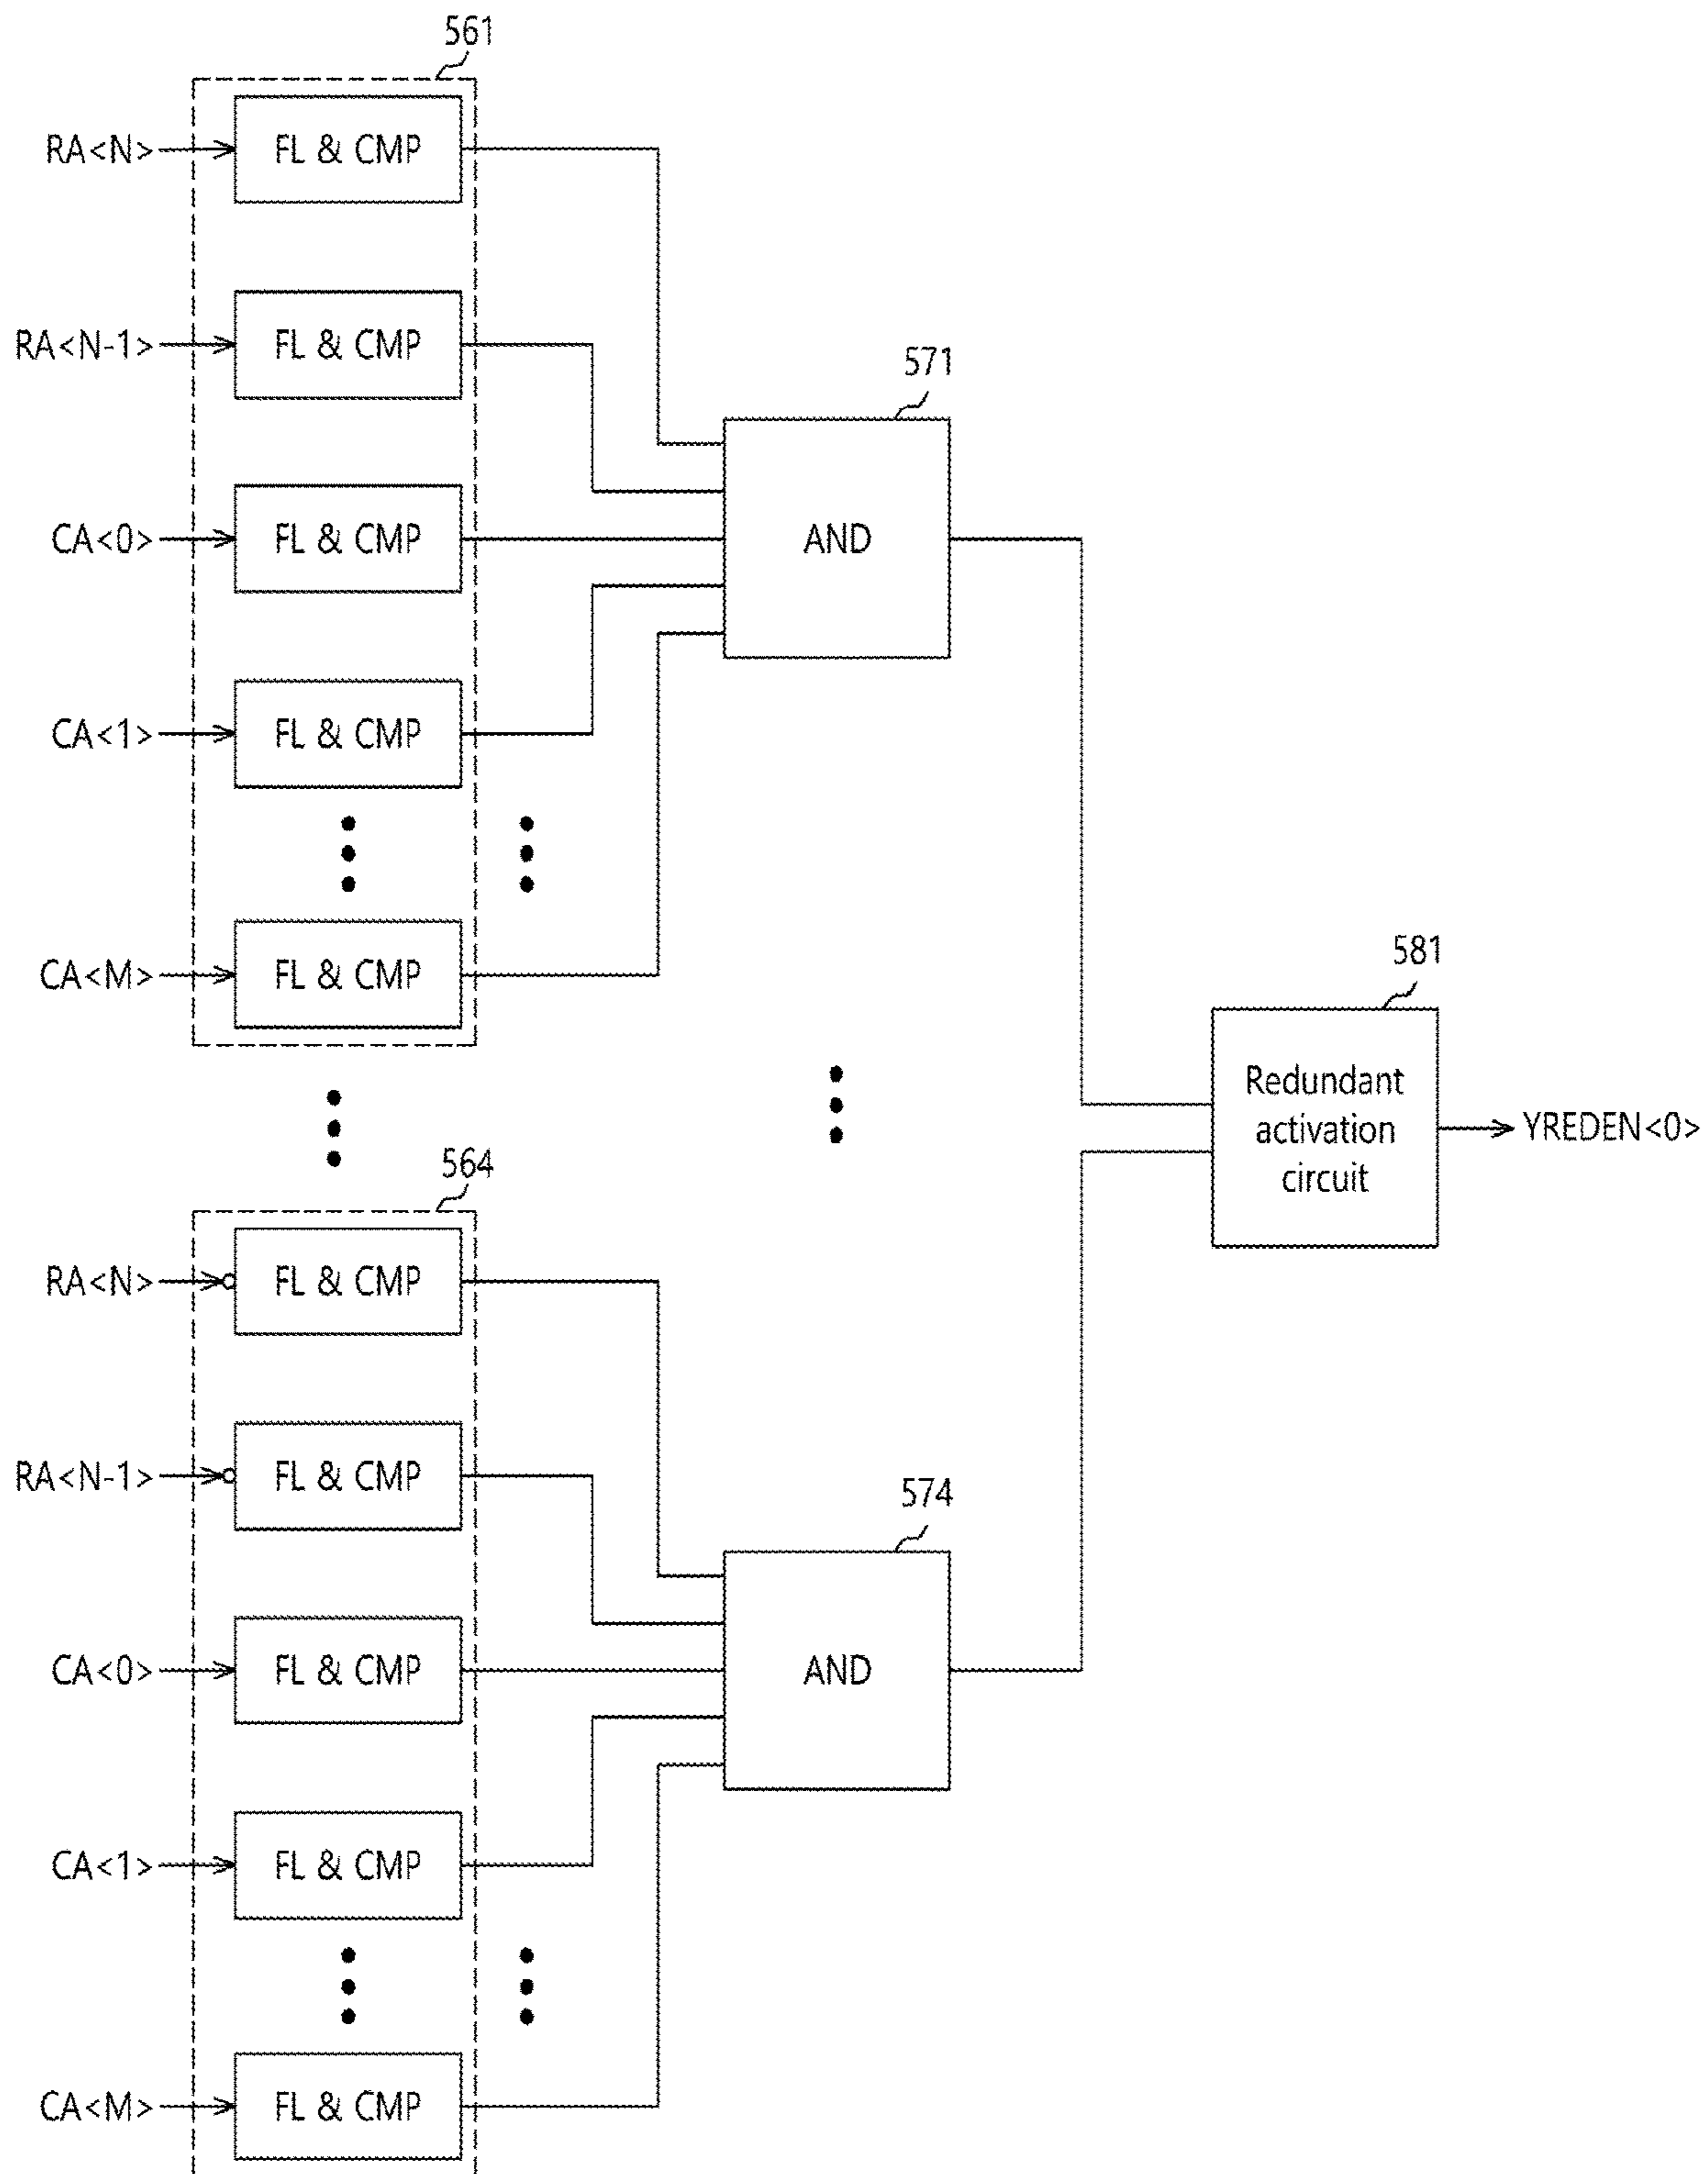 561
RA<N>
FL & CMP
RA<N-1>
FL & CMP
571
CA<0>
FL & CMP
AND
CA<1>
FL & CMP
CA<M>
FL & CMP
581
Redundant
activation
circuit
YREDEN<0>
564
RA<N>
FL & CMP
RA<N-1>
FL & CMP
574
CA<0>
FL & CMP
AND
CA<1>
FL & CMP
CA<M>
FL & CMP